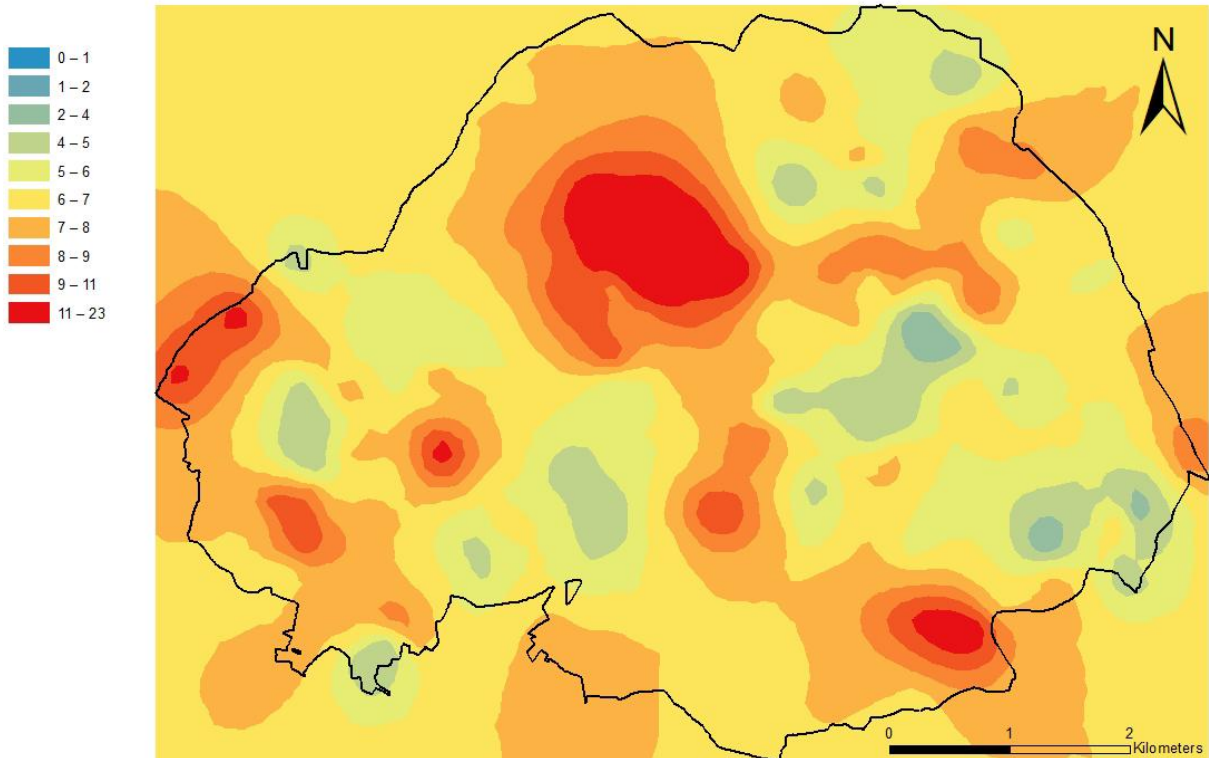 0 – 1
1 – 2
2 – 4
4 – 5
5 – 6
6 – 7
7 – 8
8 – 9
9 – 11
11 – 23
N
0 1 2
Kilometers